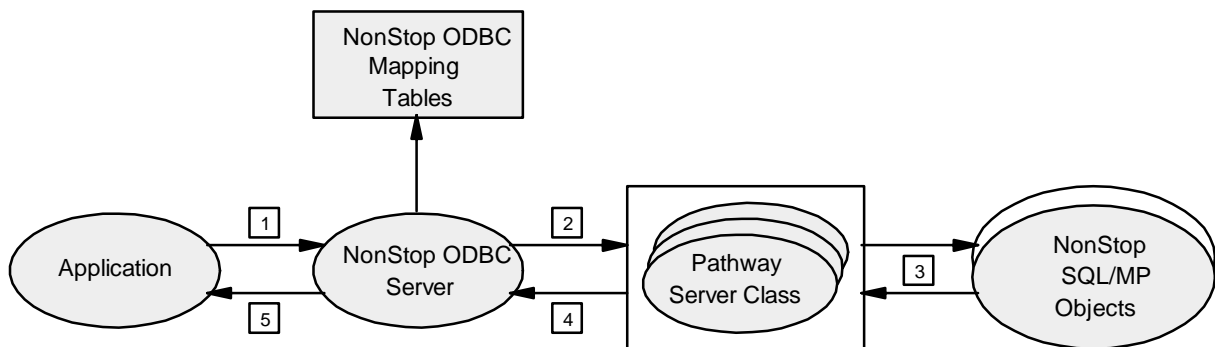 NonStop ODBC
Mapping
Tables
1
2
Application
NonStop ODBC
Server
Pathway
Server Class
3
NonStop
SQL/MP
Objects
5
4